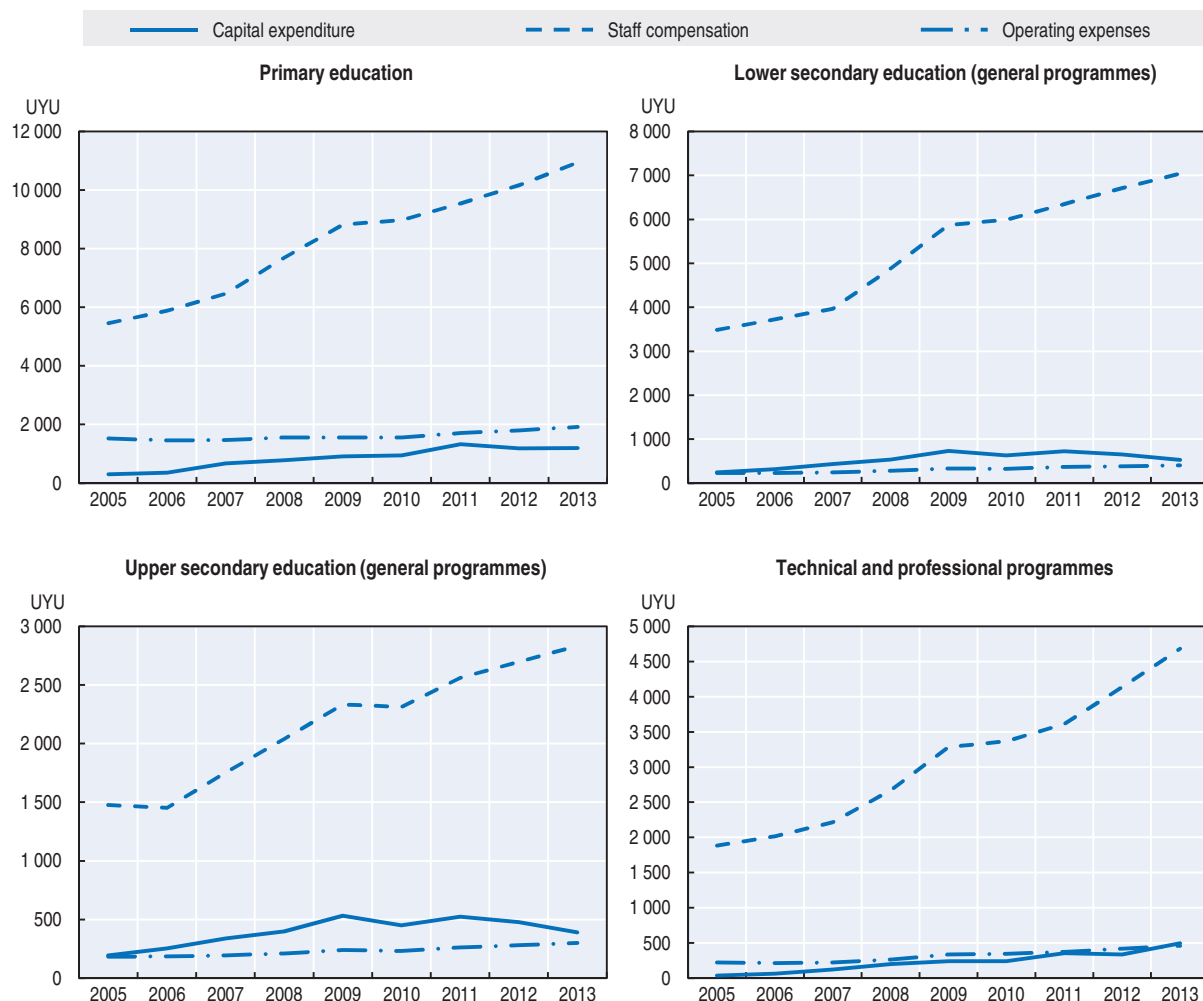 Capital expenditure Staff compensation Operating expenses
Primary education
UYU
12 000
10 000
8 000
6 000
4 000
2 000
0
2005 2006 2007 2008 2009 2010 2011 2012 2013
Lower secondary education (general programmes)
UYU
8 000
7 000
6 000
5 000
4 000
3 000
2 000
1 000
0
2005 2006 2007 2008 2009 2010 2011 2012 2013
Upper secondary education (general programmes)
UYU
3 000
2 500
2 000
1 500
1 000
500
0
2005 2006 2007 2008 2009 2010 2011 2012 2013
Technical and professional programmes
UYU
5 000
4 500
4 000
3 500
3 000
2 500
2 000
1 500
1 000
500
0
2005 2006 2007 2008 2009 2010 2011 2012 2013